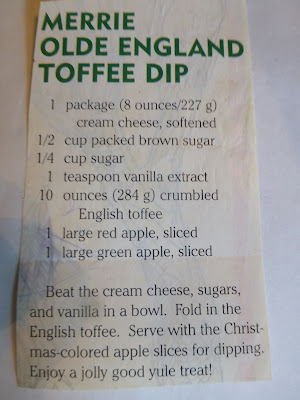 MERRIE
OLDE ENGLAND
TOFFEE DIP
1 package (8 ounces/227 g)
cream cheese, softened
1/2 cup packed brown sugar
1/4 cup sugar
1 teaspoon vanilla extract
10 ounces (284 g) crumbled
English toffee
1 large red apple, sliced
1 large green apple, sliced
Beat the cream cheese, sugars,
and vanilla in a bowl. Fold in the
English toffee. Serve with the Christ-
mas-colored apple slices for dipping.
Enjoy a jolly good yule treat!